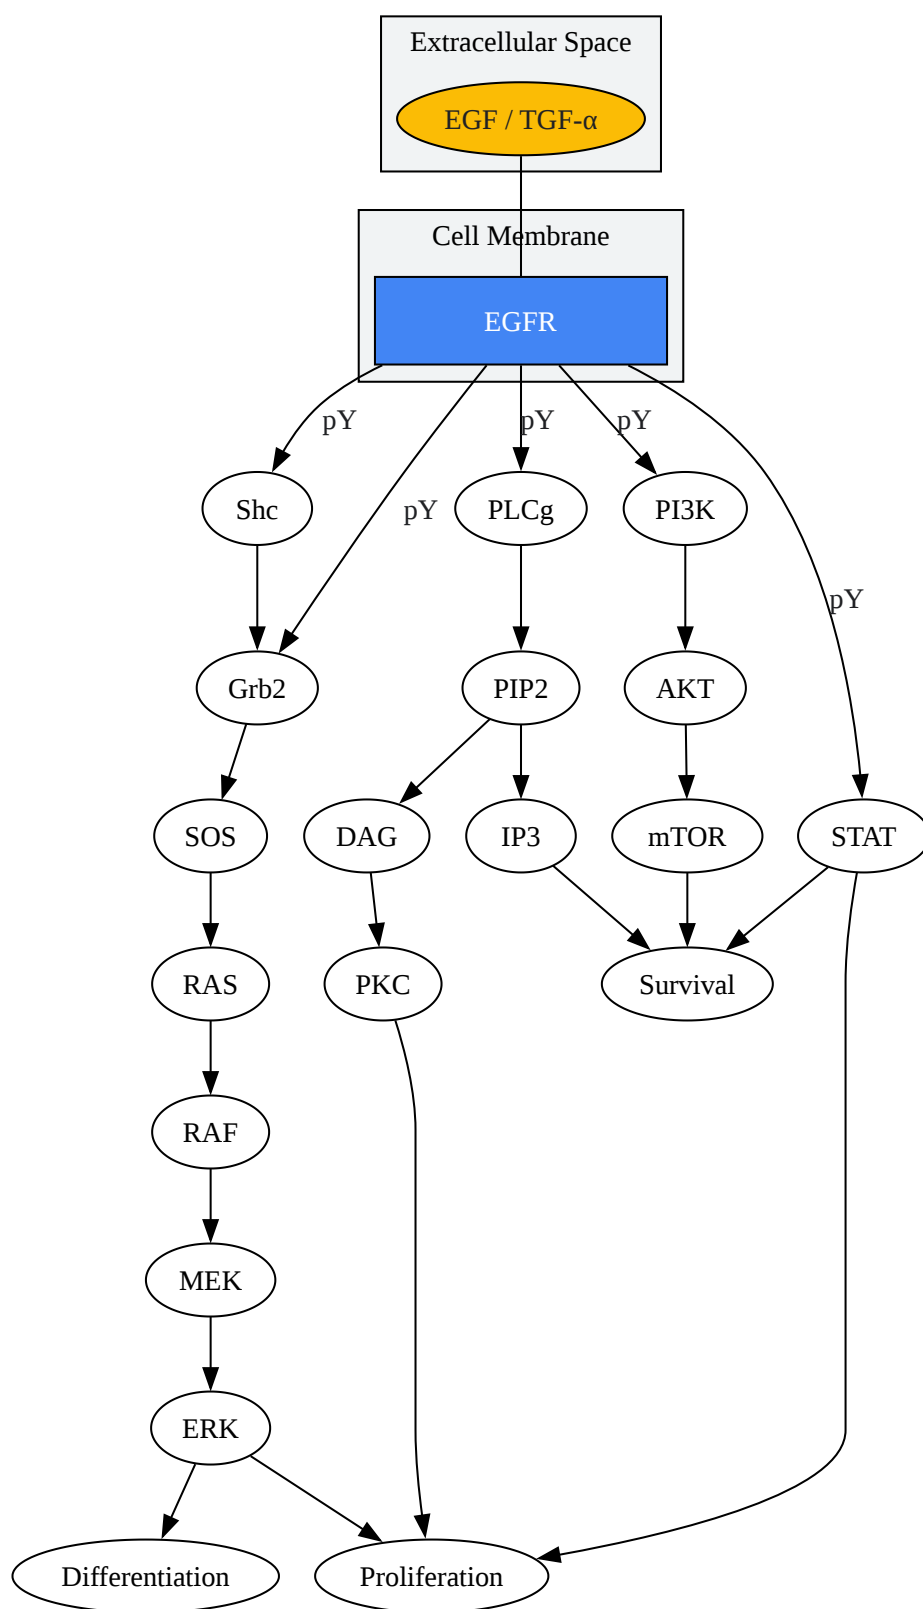 Extracellular Space
EGF / TGF-α
Cell Membrane
EGFR
pY
pY
pY
Shc
PLCg
PI3K
pY
pY
Grb2
PIP2
AKT
SOS
DAG
IP3
mTOR
STAT
RAS
PKC
Survival
RAF
MEK
ERK
Differentiation
Proliferation